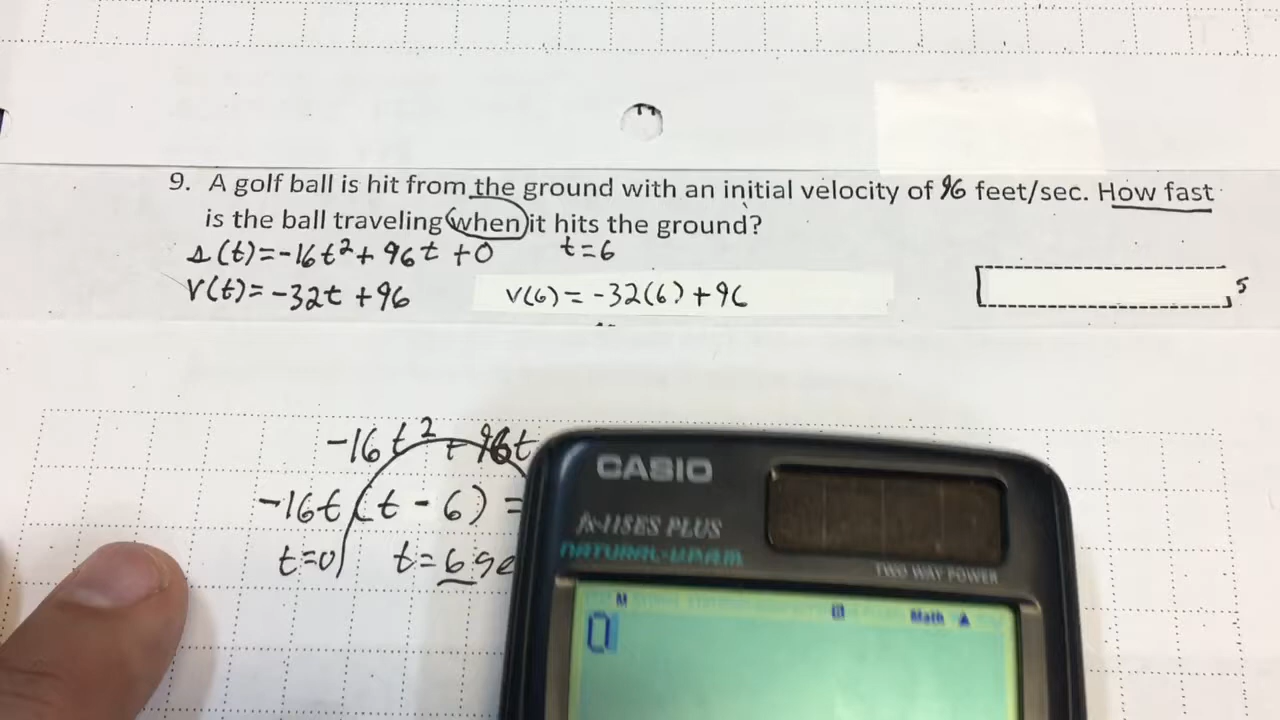 9. A golf ball is hit from the ground with an initial velocity of 96 feet/sec. How fast
is the ball traveling when it hits the ground?
s(t)=-16t²+96t+0 t=6
v(t)=-32t+96 v(6)=-32(6)+96
s
-16t²+96t
-16t(t-6)=
t=0 t=6 se
CASIO
fx-115ES PLUS
NATURAL-V.P.A.M.
TWO WAY POWER
M Math ▲
0